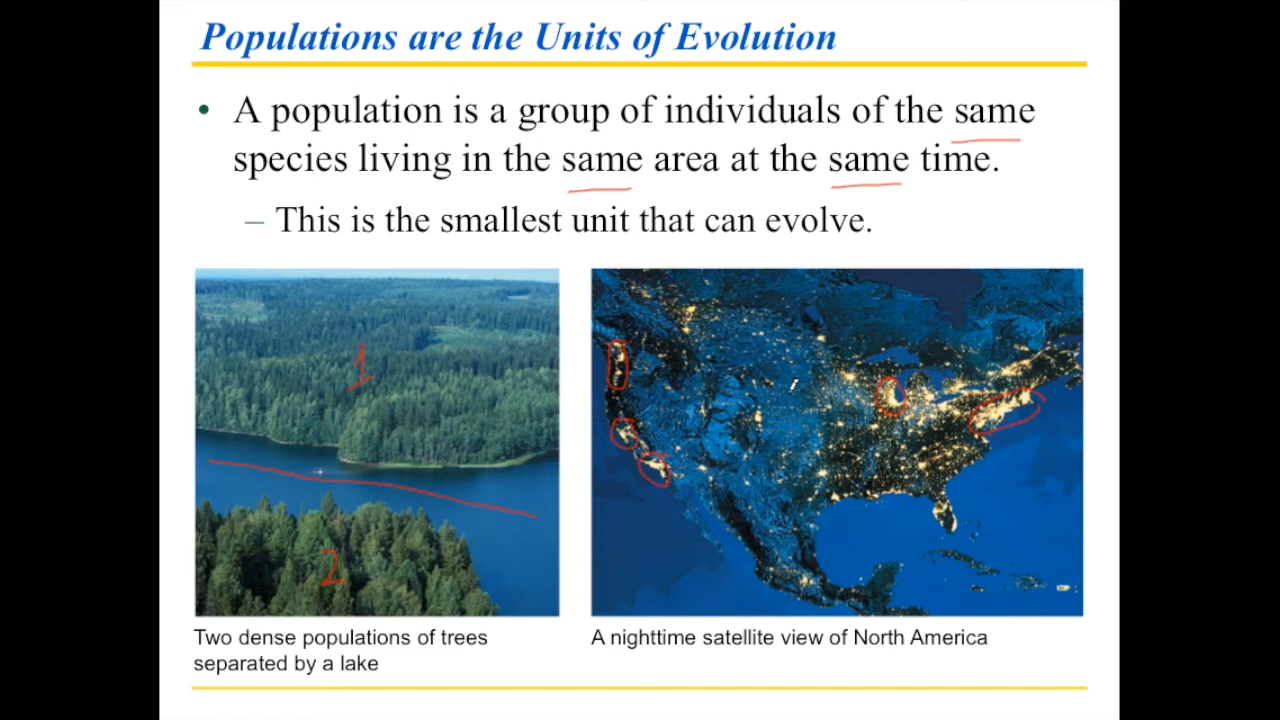 Populations are the Units of Evolution
• A population is a group of individuals of the same
species living in the same area at the same time.
– This is the smallest unit that can evolve.
1
2
Two dense populations of trees
separated by a lake
A nighttime satellite view of North America